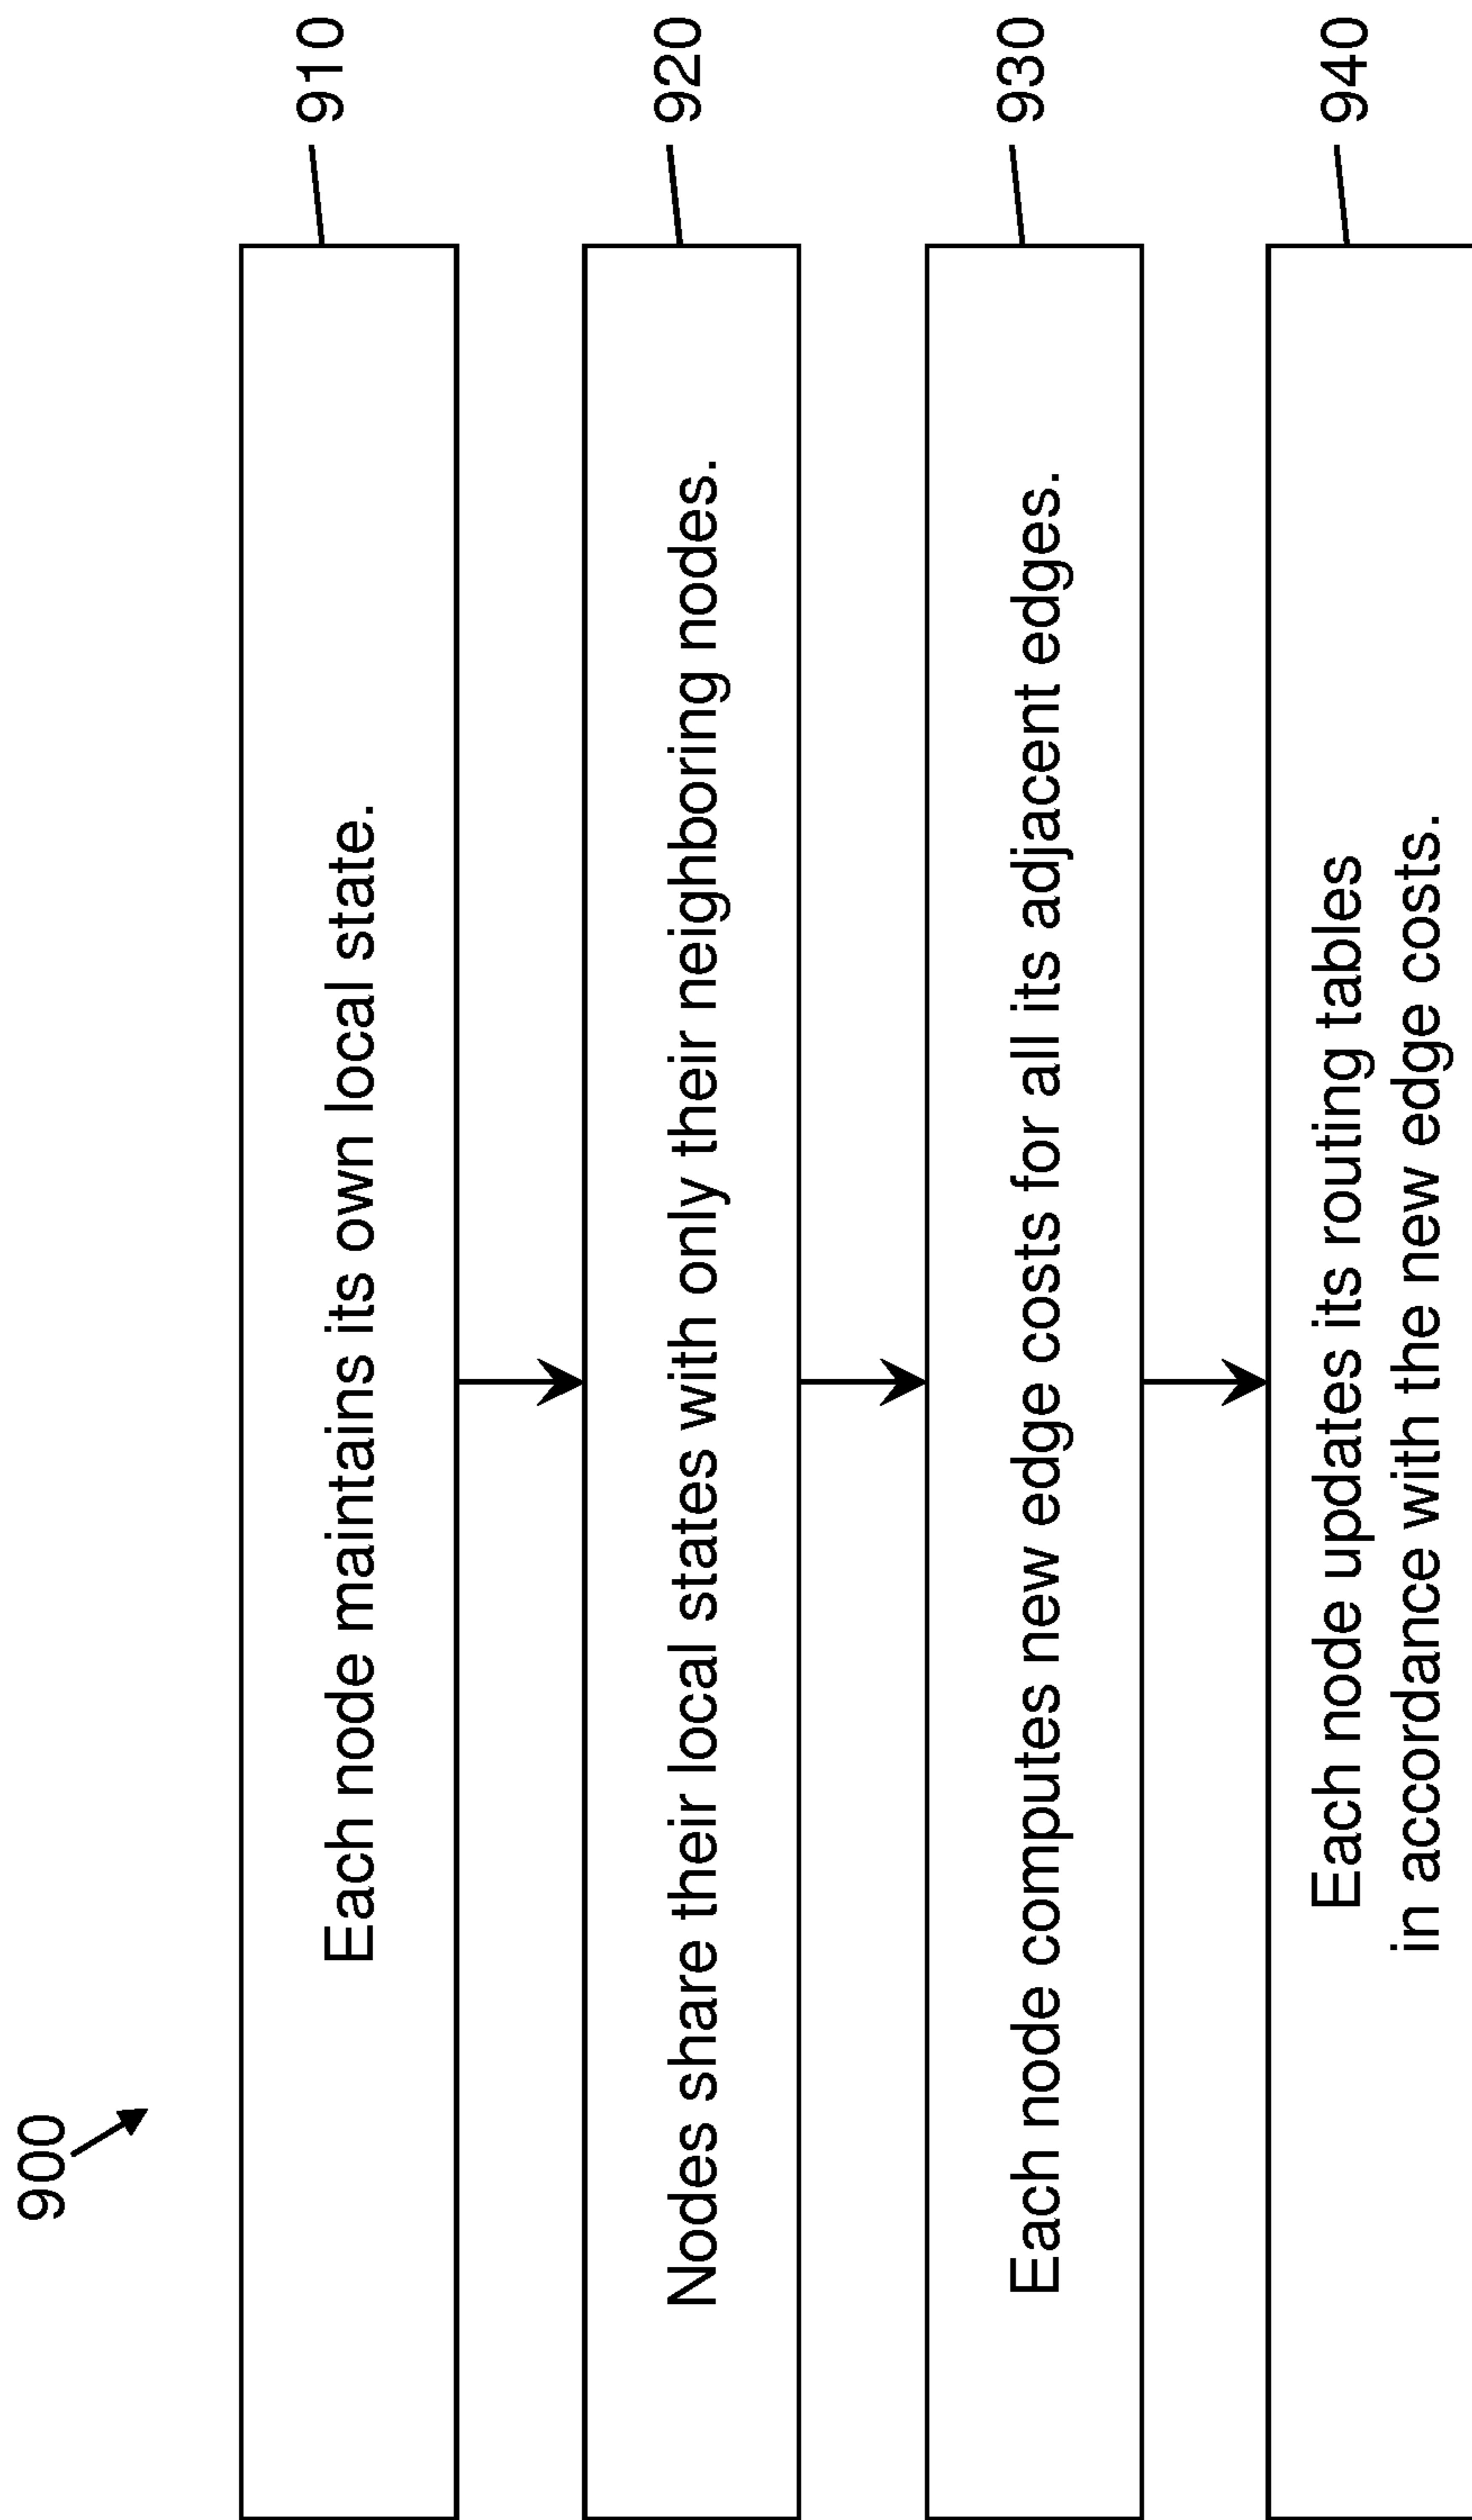 900
Each node maintains its own local state.
910
Nodes share their local states with only their neighboring nodes.
920
Each node computes new edge costs for all its adjacent edges.
930
Each node updates its routing tables
in accordance with the new edge costs.
940